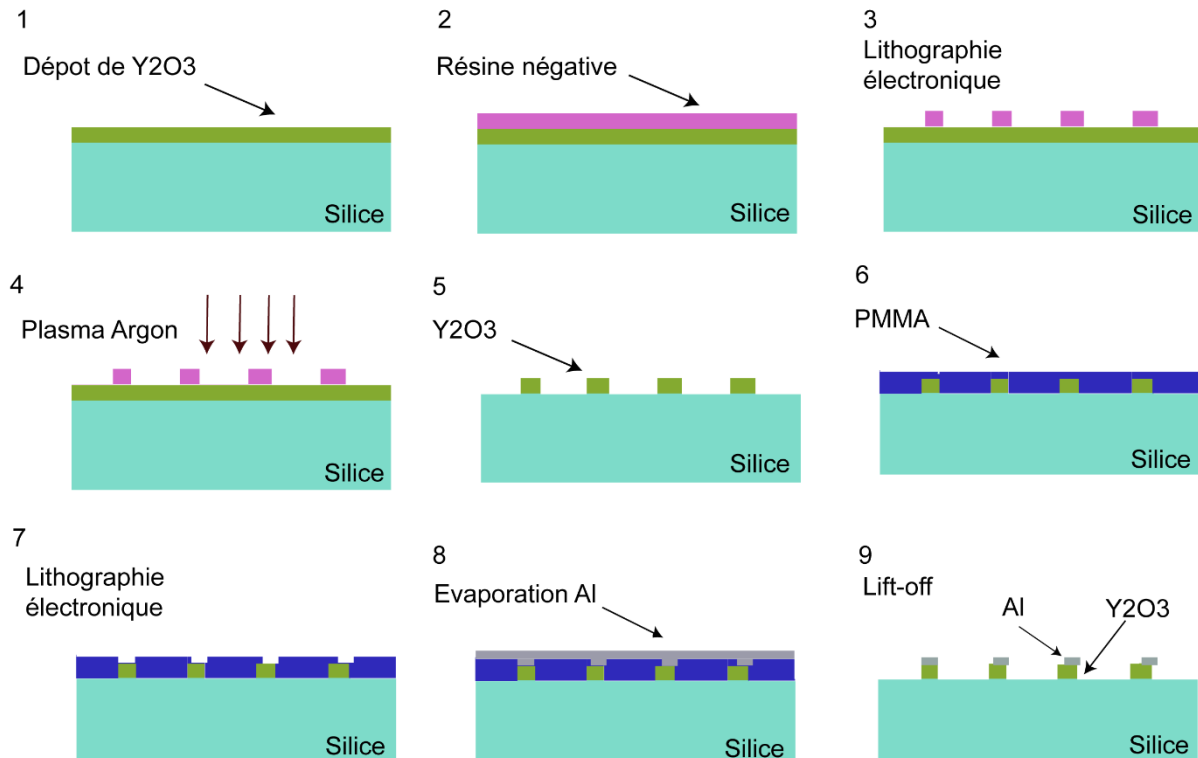 1
Dépot de Y2O3
Silice
2
Résine négative
Silice
3
Lithographie
électronique
Silice
4
Plasma Argon
Silice
5
Y2O3
Silice
6
PMMA
Silice
7
Lithographie
électronique
Silice
8
Evaporation Al
Silice
9
Lift-off
Al
Y2O3
Silice